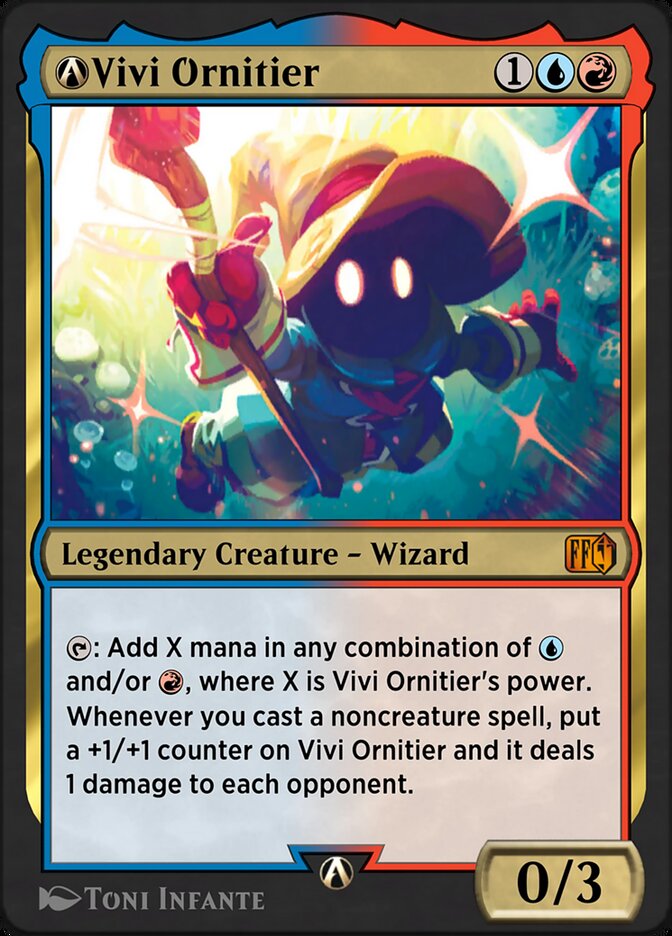 Vivi Ornitier 1
Legendary Creature – Wizard FF
: Add X mana in any combination of
and/or , where X is Vivi Ornitier's power.
Whenever you cast a noncreature spell, put
a +1/+1 counter on Vivi Ornitier and it deals
1 damage to each opponent.
0/3
Toni Infante